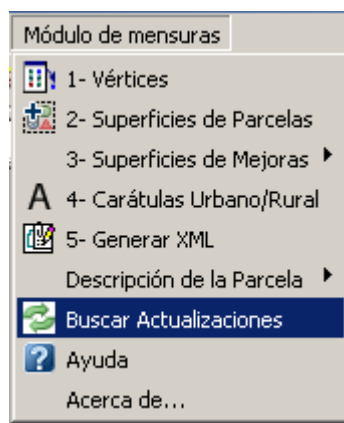 Módulo de mensuras
1- Vértices
2- Superficies de Parcelas
3- Superficies de Mejoras
A 4- Carátulas Urbano/Rural
5- Generar XML
Descripción de la Parcela
Buscar Actualizaciones
? Ayuda
Acerca de...